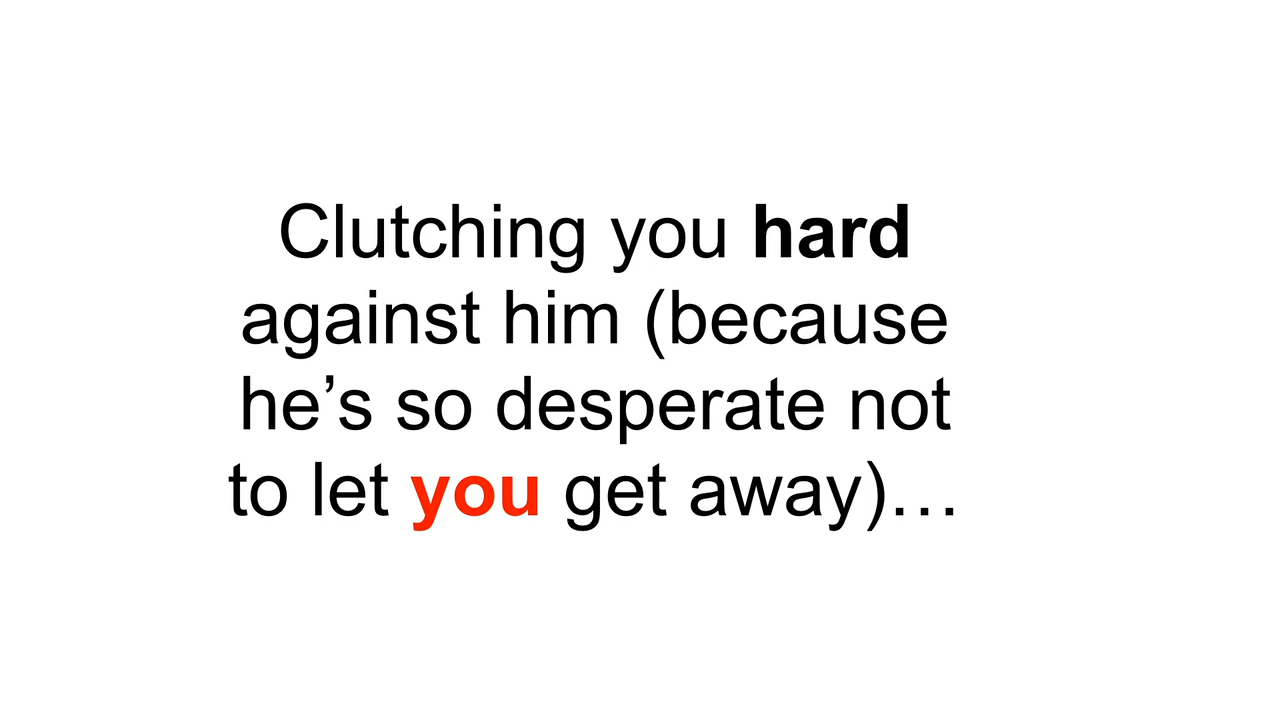 Clutching you hard
against him (because
he’s so desperate not
to let you get away)…